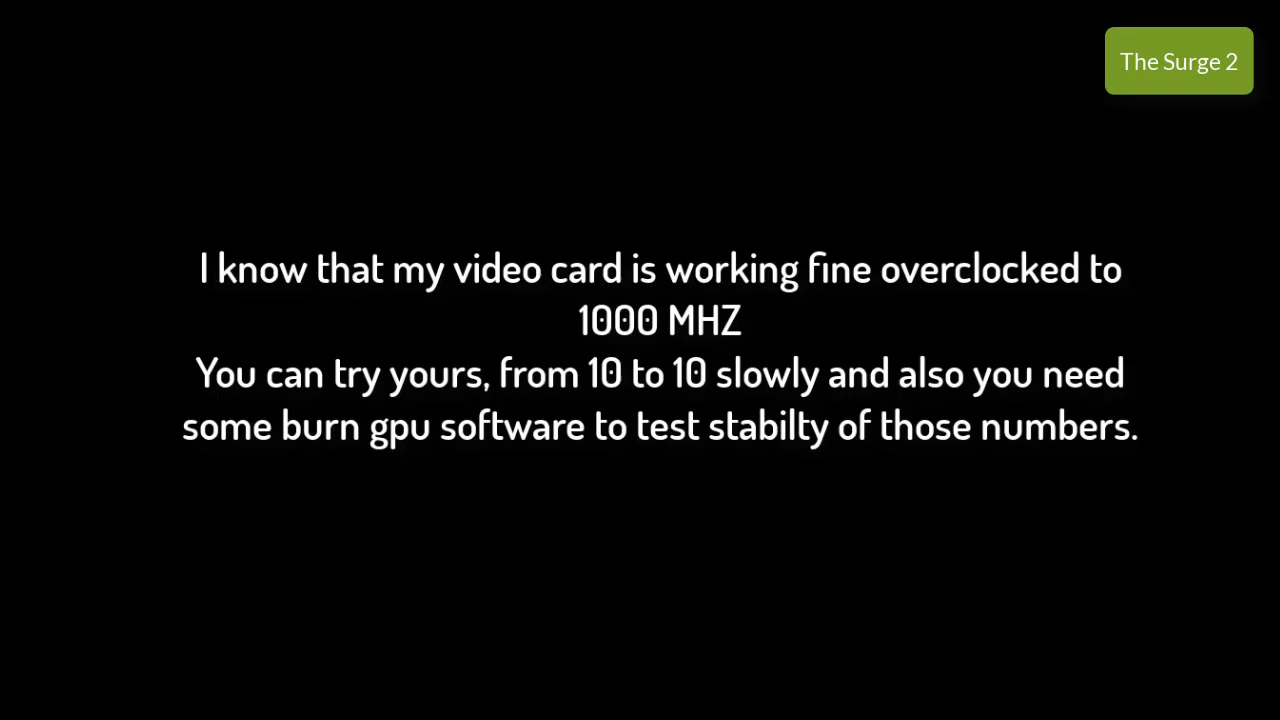 The Surge 2
I know that my video card is working fine overclocked to
1000 MHZ
You can try yours, from 10 to 10 slowly and also you need
some burn gpu software to test stabilty of those numbers.